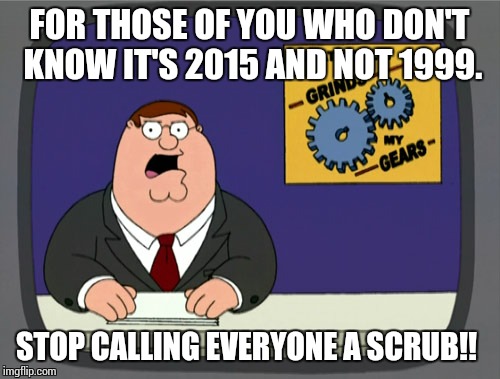 FOR THOSE OF YOU WHO DON'T
KNOW IT'S 2015 AND NOT 1999.
GRINDS
MY
GEARS
STOP CALLING EVERYONE A SCRUB!!
imgflip.com